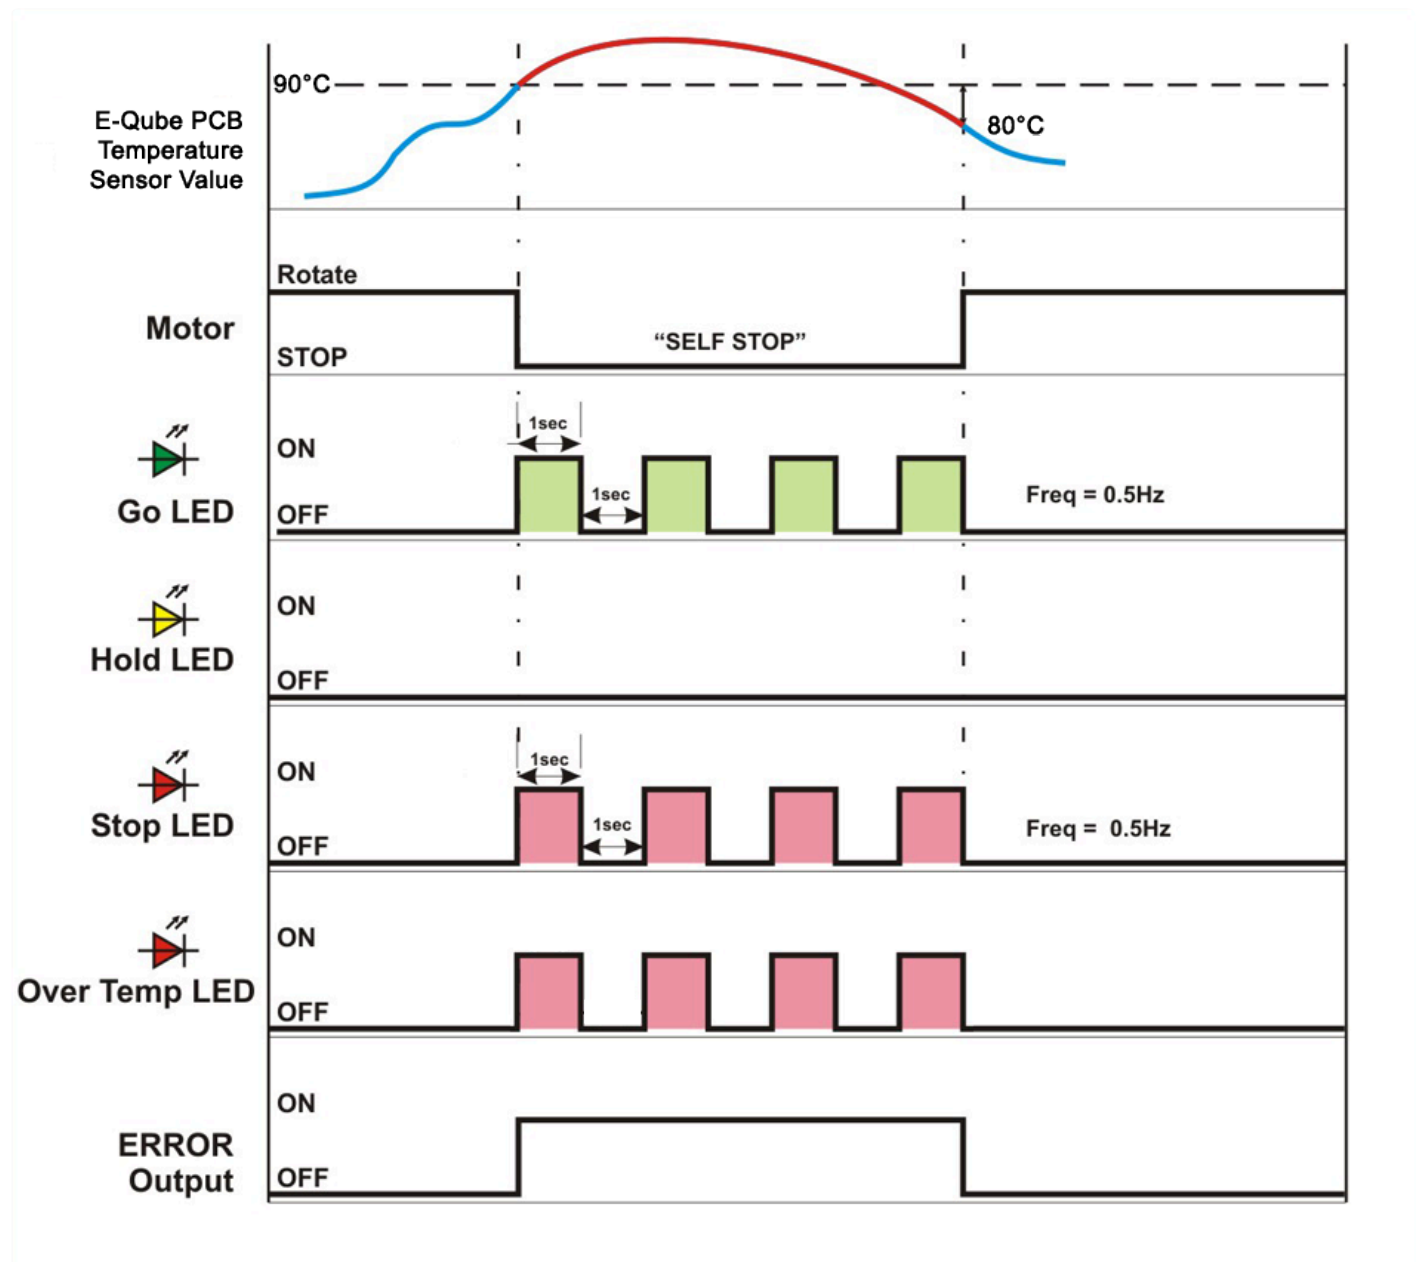 90°C
E-Qube PCB
Temperature
Sensor Value
80°C
Rotate
Motor
STOP
“SELF STOP”
1sec
ON
1sec
Freq = 0.5Hz
Go LED
OFF
ON
Hold LED
OFF
1sec
ON
1sec
Freq =  0.5Hz
Stop LED
OFF
ON
Over Temp LED
OFF
ON
ERROR
Output
OFF